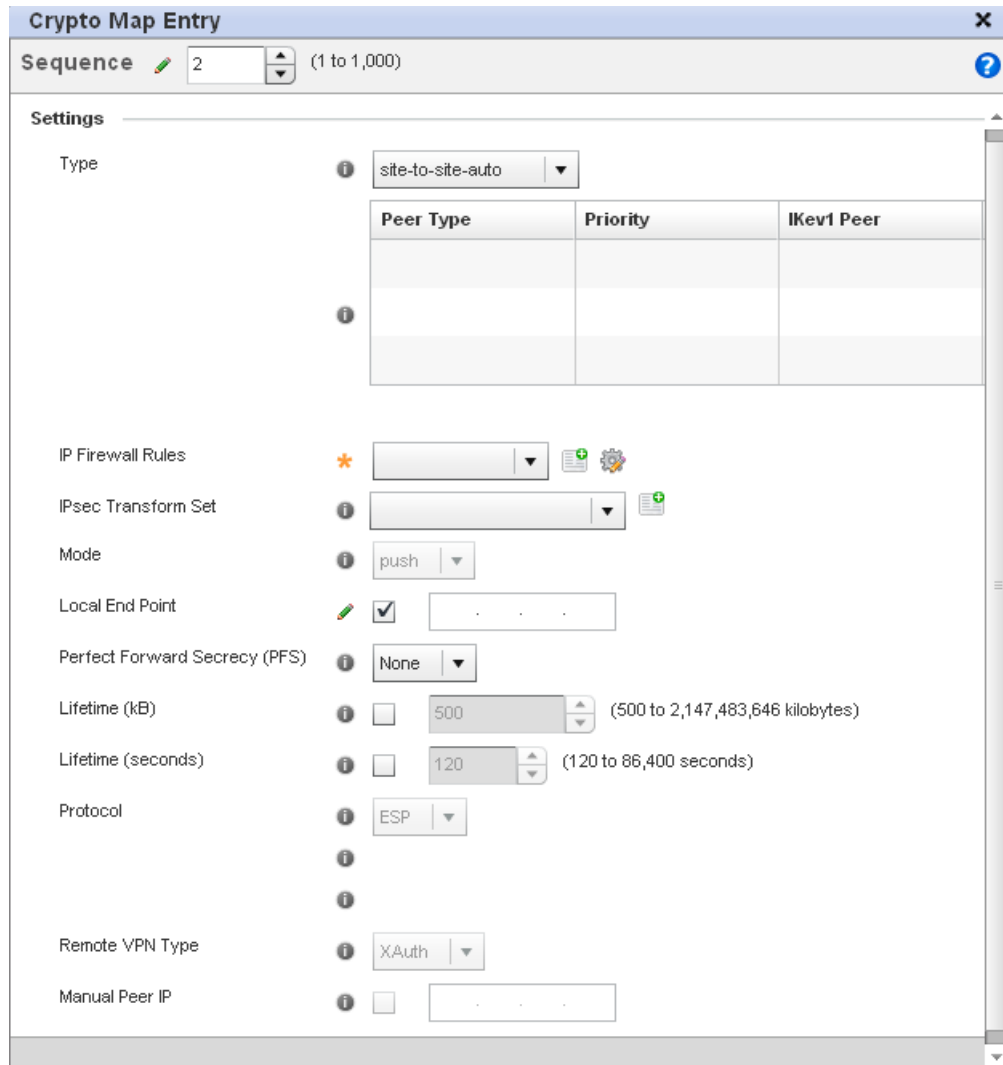 Crypto Map Entry
Sequence 2 (1 to 1,000)
Settings
Type site-to-site-auto
Peer Type Priority IKev1 Peer
IP Firewall Rules
IPsec Transform Set
Mode push
Local End Point . . .
Perfect Forward Secrecy (PFS) None
Lifetime (kB) 500 (500 to 2,147,483,646 kilobytes)
Lifetime (seconds) 120 (120 to 86,400 seconds)
Protocol ESP
Remote VPN Type XAuth
Manual Peer IP . . .